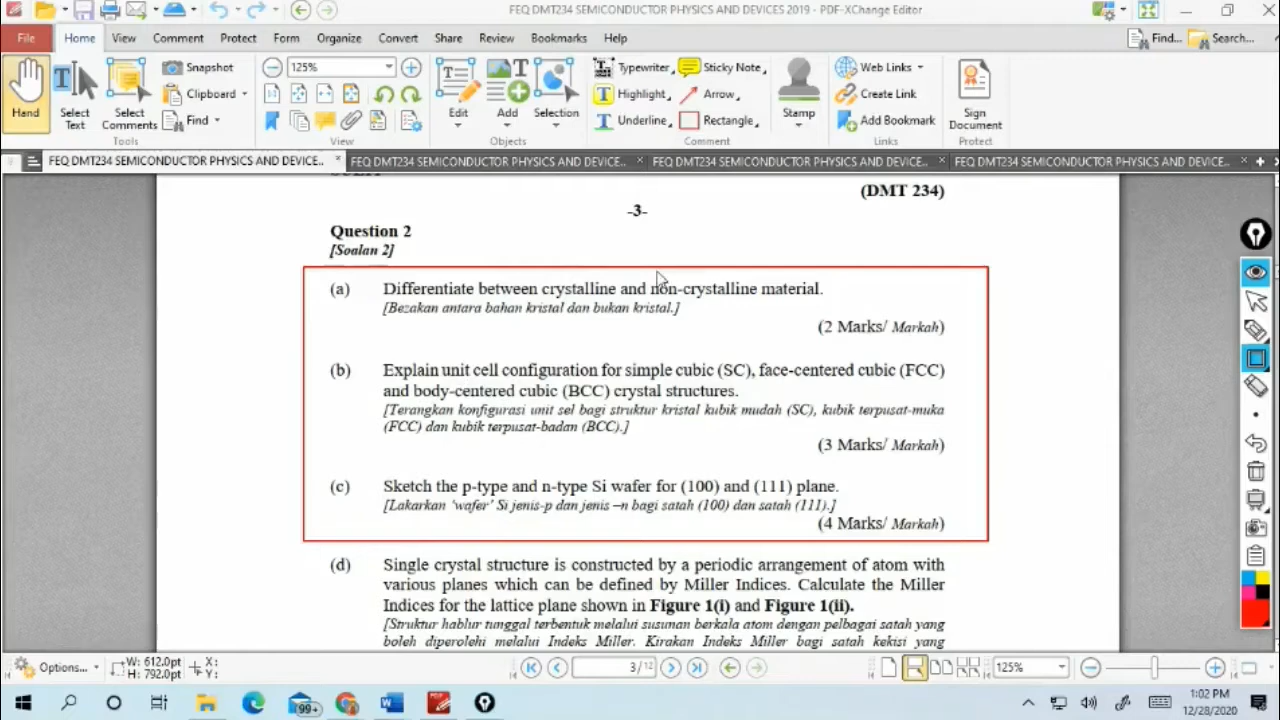 FEQ DMT234 SEMICONDUCTOR PHYSICS AND DEVICES 2019 - PDF-XChange Editor
File Home View Comment Protect Form Organize Convert Share Review Bookmarks Help Find... Search...
Hand
Select Text
Select Comments
Snapshot
Clipboard
Find
Tools
125%
View
Edit
Add
Selection
Objects
Typewriter
Sticky Note
Highlight
Arrow
Underline
Rectangle
Stamp
Comment
Web Links
Create Link
Add Bookmark
Links
Sign Document
Protect
FEQ DMT234 SEMICONDUCTOR PHYSICS AND DEVICE.. × FEQ DMT234 SEMICONDUCTOR PHYSICS AND DEVICE... × FEQ DMT234 SEMICONDUCTOR PHYSICS AND DEVICE... × FEQ DMT234 SEMICONDUCTOR PHYSICS AND DEVICE... ×
(DMT 234)
-3-
Question 2
[Soalan 2]
(a) Differentiate between crystalline and non-crystalline material.
[Bezakan antara bahan kristal dan bukan kristal.]
(2 Marks/ Markah)
(b) Explain unit cell configuration for simple cubic (SC), face-centered cubic (FCC)
and body-centered cubic (BCC) crystal structures.
[Terangkan konfigurasi unit sel bagi struktur kristal kubik mudah (SC), kubik terpusat-muka
(FCC) dan kubik terpusat-badan (BCC).]
(3 Marks/ Markah)
(c) Sketch the p-type and n-type Si wafer for (100) and (111) plane.
[Lakarkan ‘wafer’ Si jenis-p dan jenis –n bagi satah (100) dan satah (111).]
(4 Marks/ Markah)
(d) Single crystal structure is constructed by a periodic arrangement of atom with
various planes which can be defined by Miller Indices. Calculate the Miller
Indices for the lattice plane shown in Figure 1(i) and Figure 1(ii).
[Struktur hablur tunggal terbentuk melalui susunan berkala atom dengan pelbagai satah yang
boleh diperolehi melalui Indeks Miller. Kirakan Indeks Miller bagi satah kekisi yang
Options... W: 612.0pt X:
H: 792.0pt Y:
3 / 12
125%
99+
1:02 PM
12/28/2020